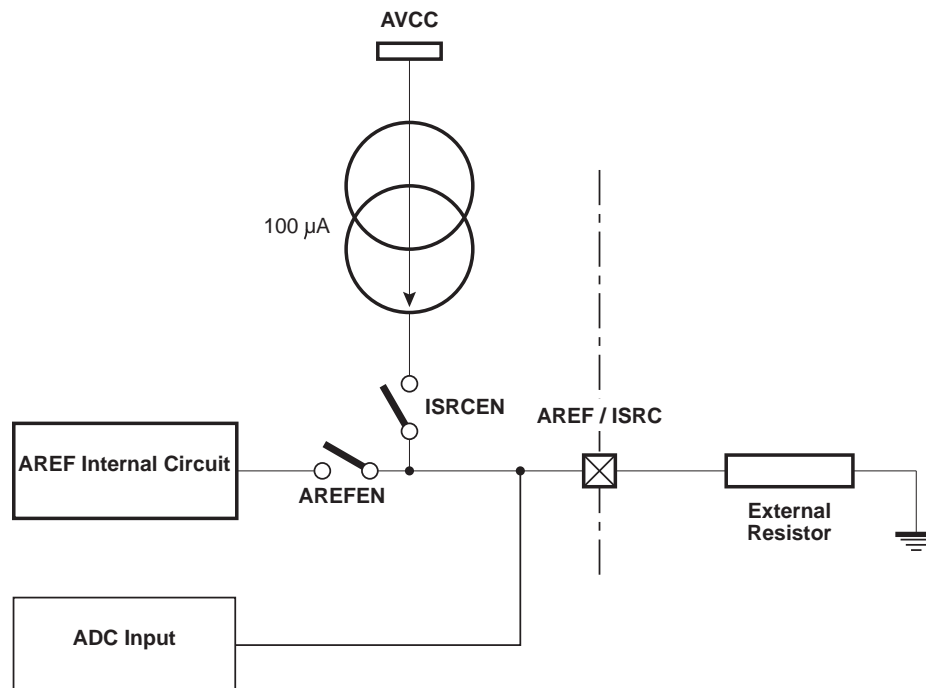 AVCC
100 µA
ISRCEN
AREF / ISRC
AREF Internal Circuit
AREFEN
External
Resistor
ADC Input